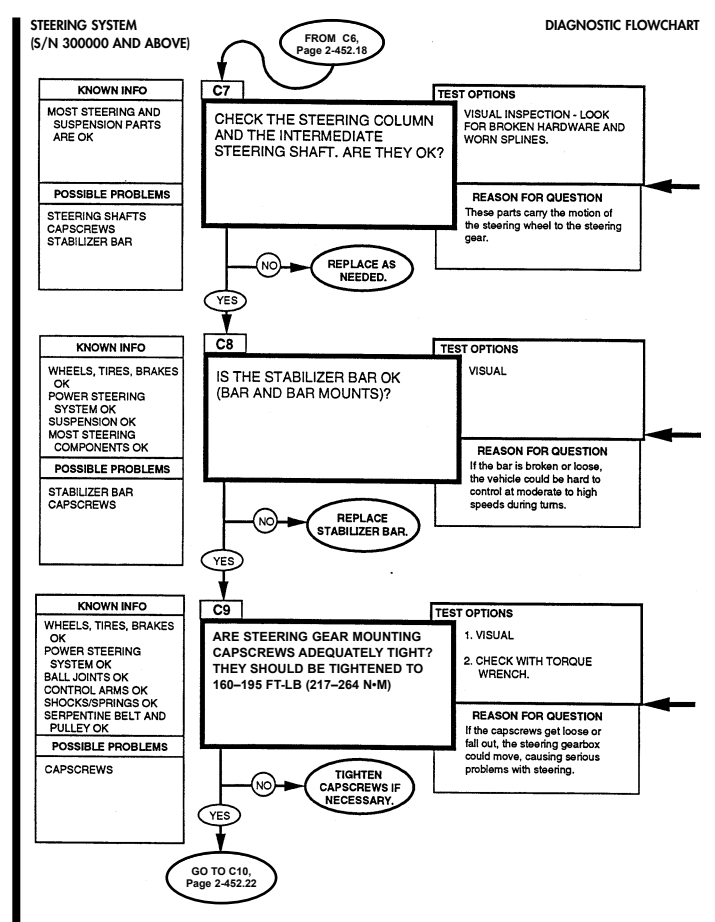 STEERING SYSTEM
(S/N 300000 AND ABOVE)
DIAGNOSTIC FLOWCHART
FROM C6,
Page 2-452.18
KNOWN INFO
MOST STEERING AND
SUSPENSION PARTS
ARE OK
POSSIBLE PROBLEMS
STEERING SHAFTS
CAPSCREWS
STABILIZER BAR
C7
CHECK THE STEERING COLUMN
AND THE INTERMEDIATE
STEERING SHAFT. ARE THEY OK?
TEST OPTIONS
VISUAL INSPECTION - LOOK
FOR BROKEN HARDWARE AND
WORN SPLINES.
REASON FOR QUESTION
These parts carry the motion of
the steering wheel to the steering
gear.
NO
REPLACE AS
NEEDED.
YES
KNOWN INFO
WHEELS, TIRES, BRAKES
OK
POWER STEERING
SYSTEM OK
SUSPENSION OK
MOST STEERING
COMPONENTS OK
POSSIBLE PROBLEMS
STABILIZER BAR
CAPSCREWS
C8
IS THE STABILIZER BAR OK
(BAR AND BAR MOUNTS)?
TEST OPTIONS
VISUAL
REASON FOR QUESTION
If the bar is broken or loose,
the vehicle could be hard to
control at moderate to high
speeds during turns.
NO
REPLACE
STABILIZER BAR.
YES
KNOWN INFO
WHEELS, TIRES, BRAKES
OK
POWER STEERING
SYSTEM OK
BALL JOINTS OK
CONTROL ARMS OK
SHOCKS/SPRINGS OK
SERPENTINE BELT AND
PULLEY OK
POSSIBLE PROBLEMS
CAPSCREWS
C9
ARE STEERING GEAR MOUNTING
CAPSCREWS ADEQUATELY TIGHT?
THEY SHOULD BE TIGHTENED TO
160–195 FT-LB (217–264 N•M)
TEST OPTIONS
1. VISUAL
2. CHECK WITH TORQUE
WRENCH.
REASON FOR QUESTION
If the capscrews get loose or
fall out, the steering gearbox
could move, causing serious
problems with steering.
NO
TIGHTEN
CAPSCREWS IF
NECESSARY.
YES
GO TO C10,
Page 2-452.22